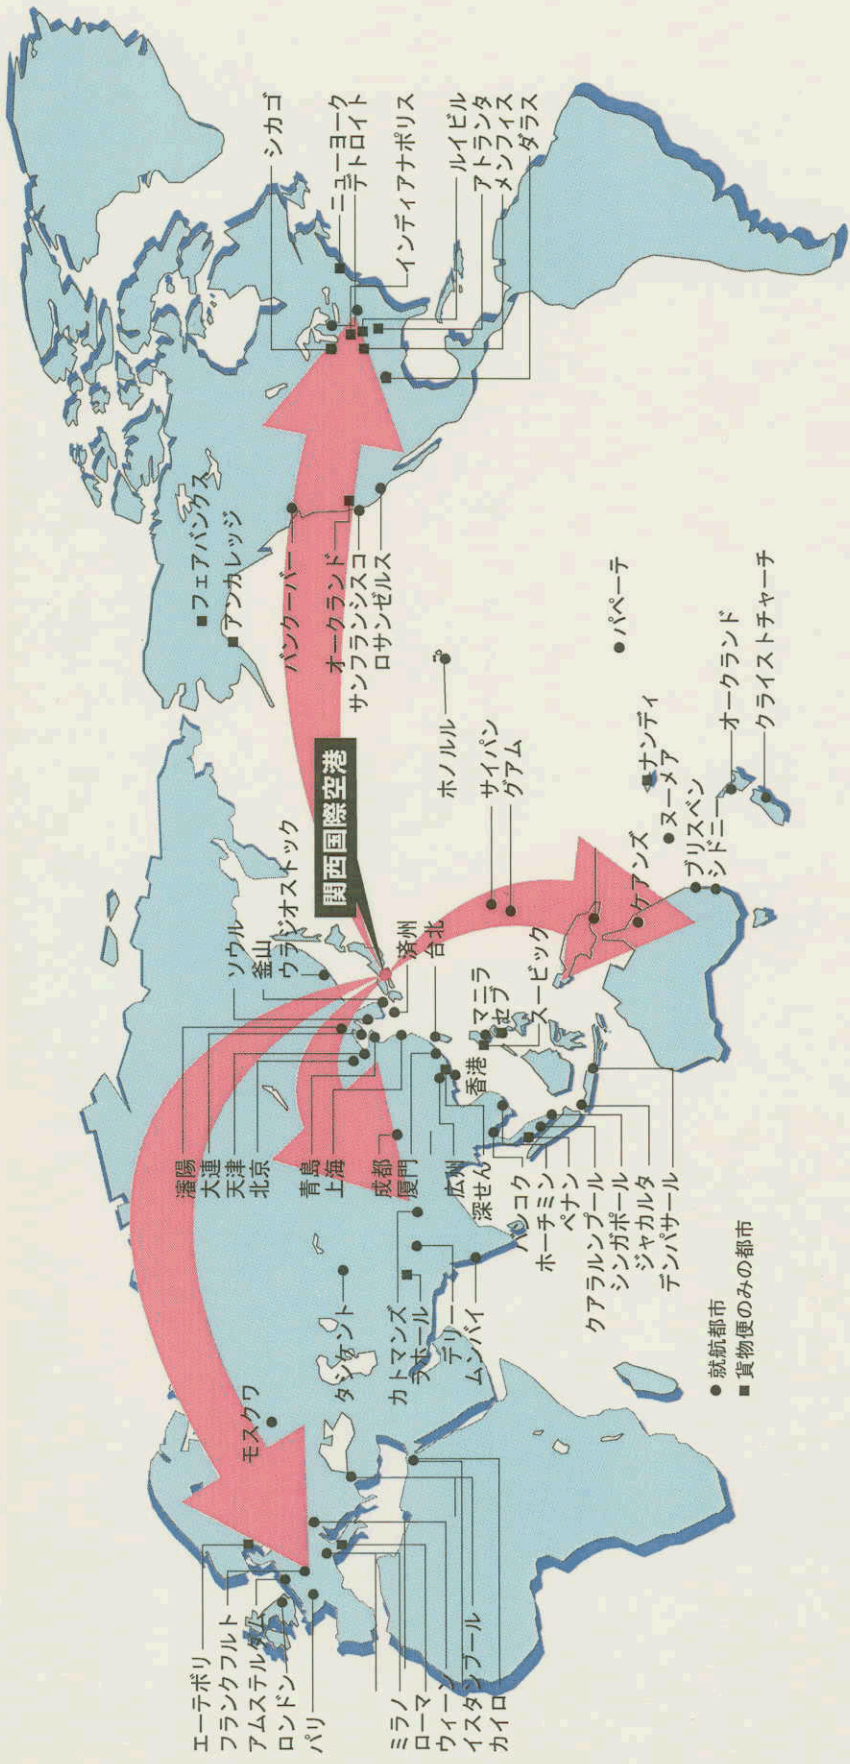 エーテボリ
フランクフルト
アムステルダム
ロンドン
パリ
ミラノ
ローマ
ウィーン
イスタンブール
カイロ
モスクワ
タシケント
カトマンズ
ラホール
デリー
ムンバイ
瀋陽
大連
天津
北京
青島
上海
成都
厦門
広州
深せん
バンコク
ホーチミン
ペナン
クアラルンプール
シンガポール
ジャカルタ
デンパサール
ソウル
釜山
ウラジオストック
済州
台北
香港
マニラ
セブ
スービック
関西国際空港
サイパン
グアム
ホノルル
ケアンズ
ブリスベン
シドニー
ヌーメア
ナンディ
パペーテ
オークランド
クライストチャーチ
フェアバンクス
アンカレッジ
バンクーバー
オークランド
サンフランシスコ
ロサンゼルス
シカゴ
ニューヨーク
デトロイト
インディアナポリス
ルイビル
アトランタ
メンフィス
ダラス
●就航都市
■貨物便のみの都市